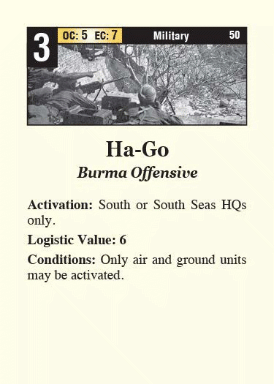 3 OC: 5 EC: 7 Military 50
Ha-Go
Burma Offensive
Activation: South or South Seas HQs
only.
Logistic Value: 6
Conditions: Only air and ground units
may be activated.